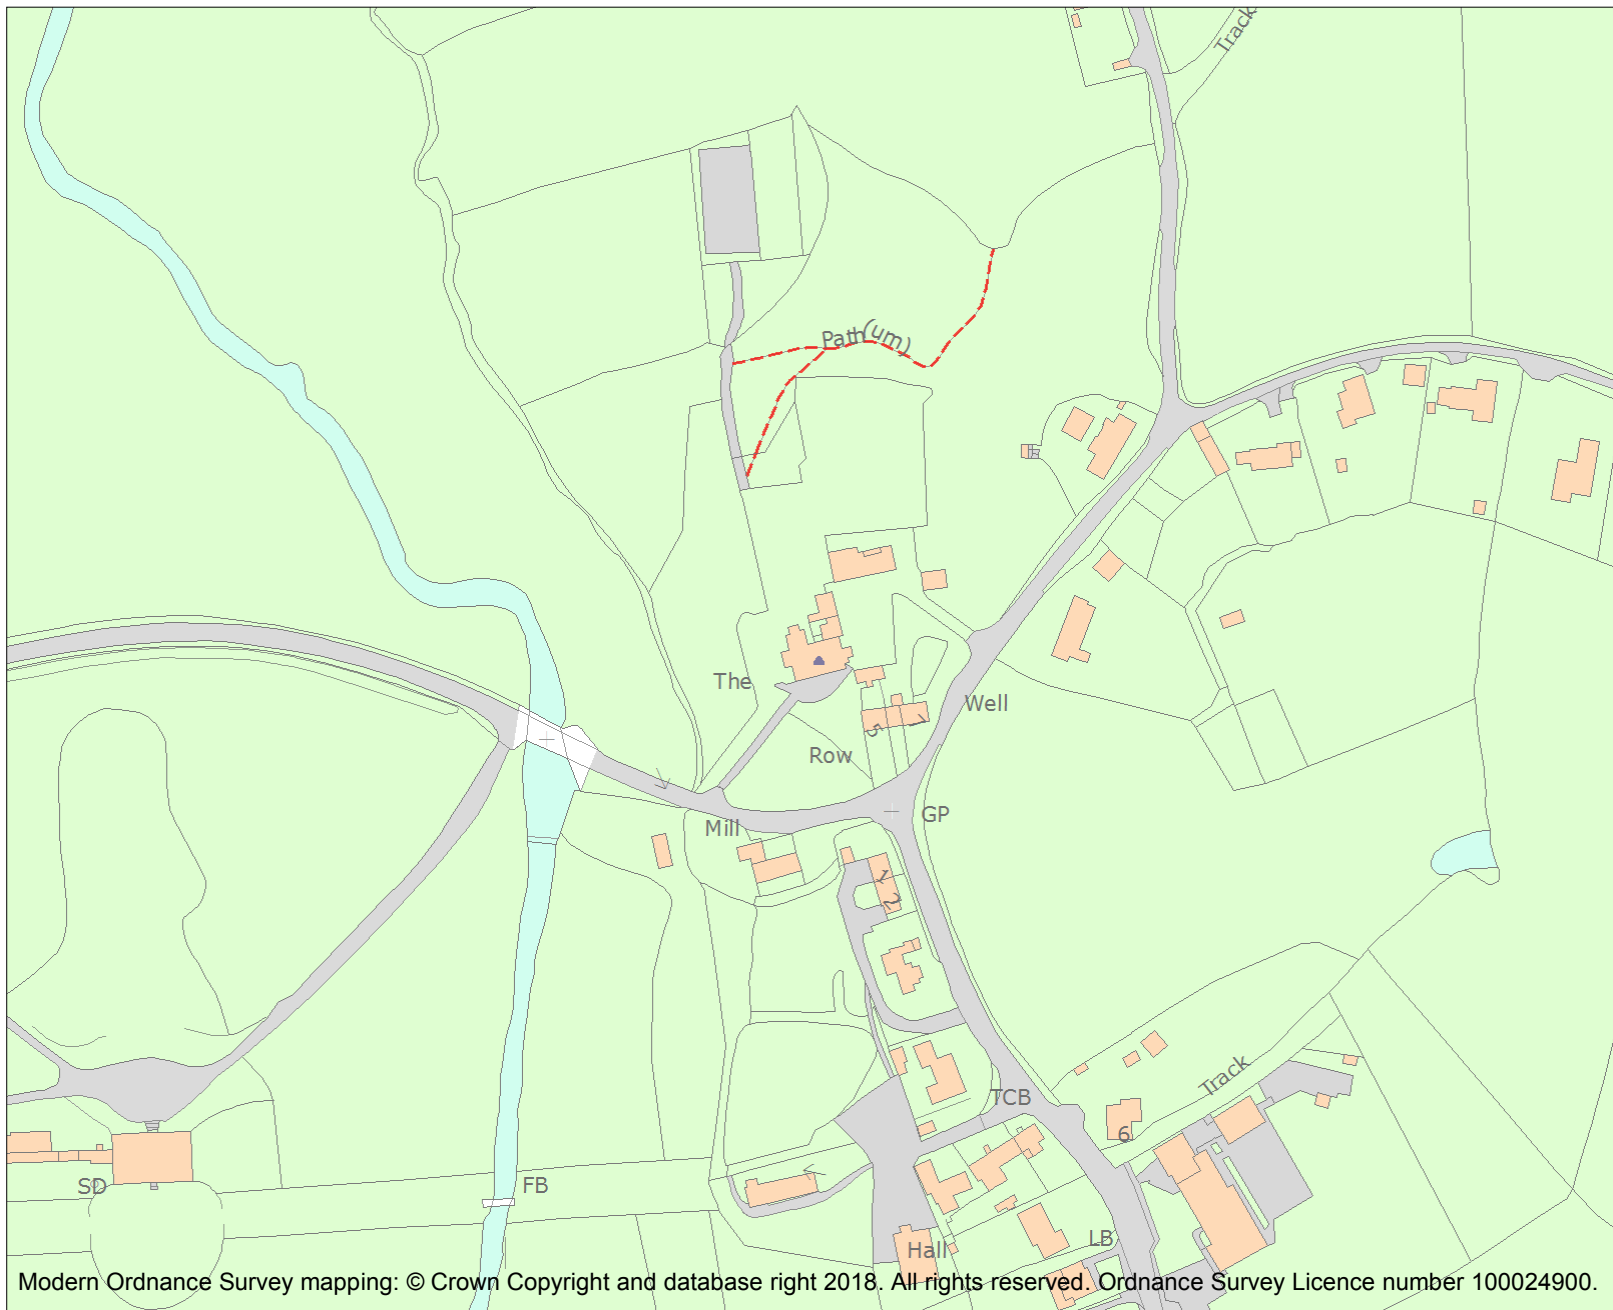 Track
Path(um)
The
Well
5
7
Row
GP
Mill
1
2
Track
TCB
6
SD
FB
LB
Hall
Modern Ordnance Survey mapping: © Crown Copyright and database right 2018. All rights reserved. Ordnance Survey Licence number 100024900.